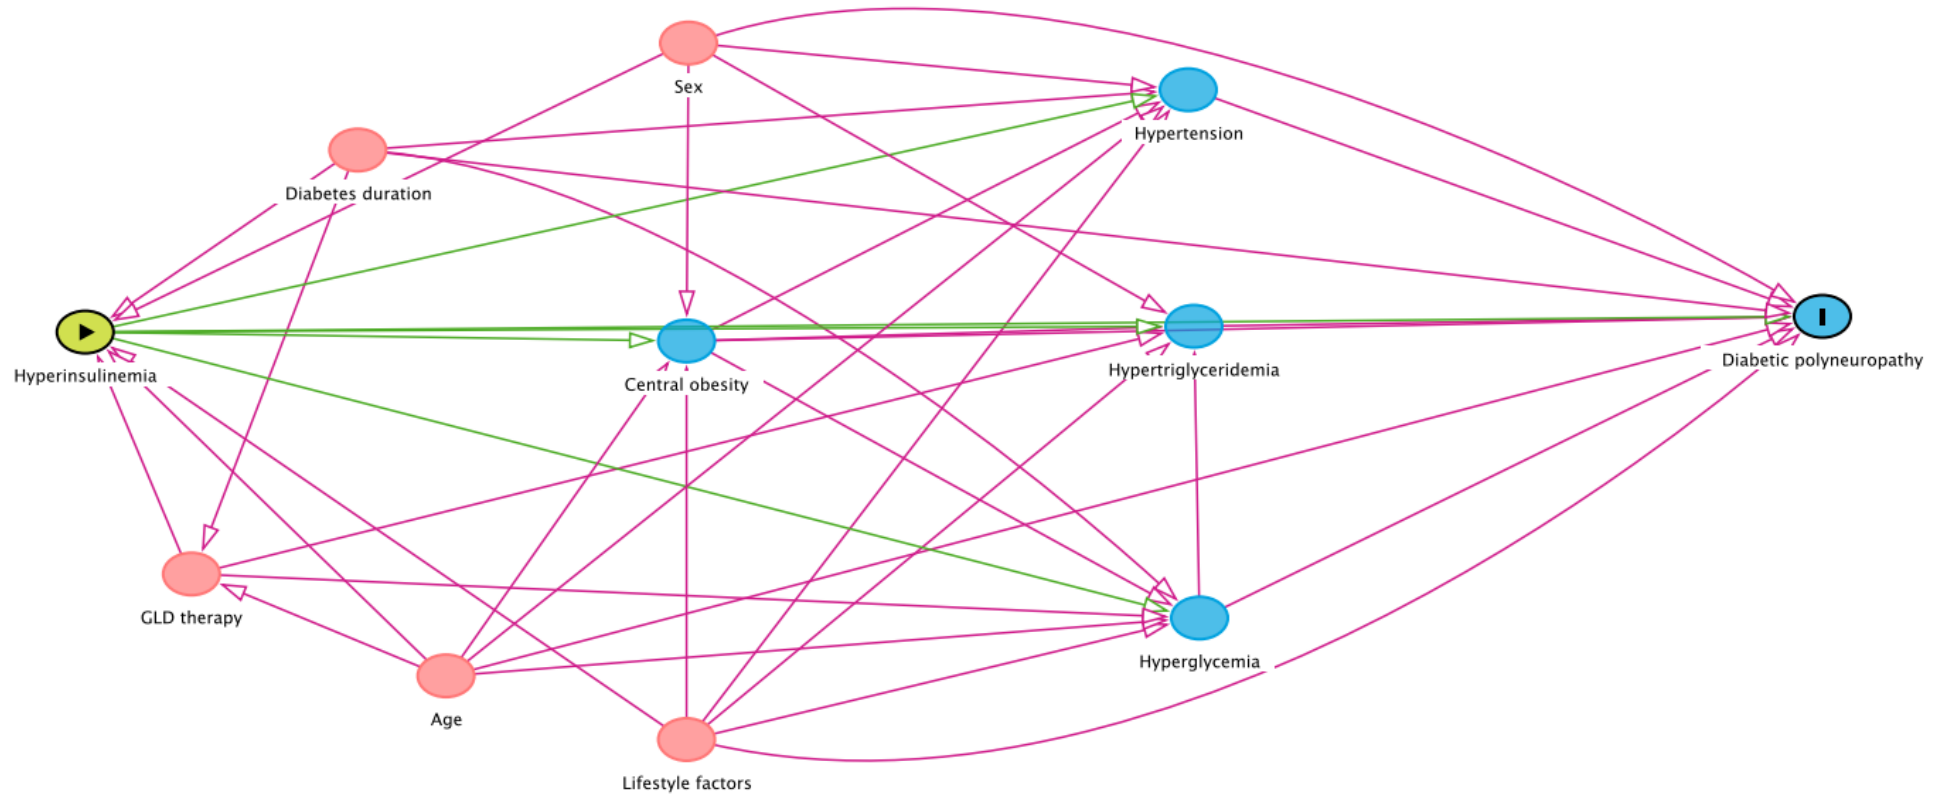 Sex
Hypertension
Diabetes duration
Hyperinsulinemia
Central obesity
Hypertriglyceridemia
Diabetic polyneuropathy
GLD therapy
Hyperglycemia
Age
Lifestyle factors